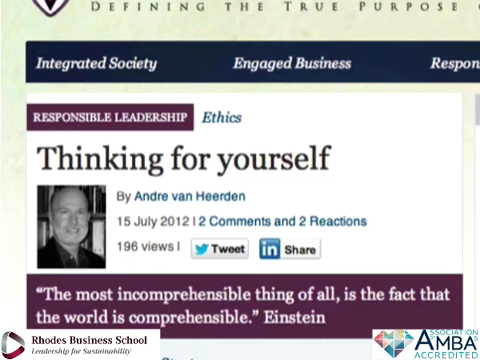 DEFINING THE TRUE PURPOSE
Integrated Society
Engaged Business
Respon
RESPONSIBLE LEADERSHIP
Ethics
Thinking for yourself
By Andre van Heerden
15 July 2012 | 2 Comments and 2 Reactions
196 views |
Tweet
in Share
“The most incomprehensible thing of all, is the fact that
the world is comprehensible.” Einstein
Rhodes Business School
Leadership for Sustainability
ASSOCIATION
AMBA's
ACCREDITED